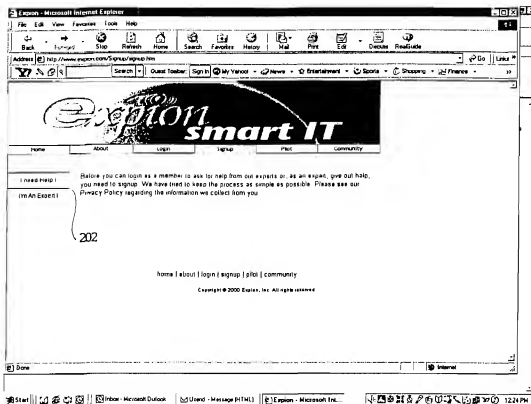 Expion - Microsoft Internet Explorer
File Edit View Favorites Tools Help
Back Forward Stop Refresh Home Search Favorites History Mail Print Edit Discuss RealGuide
Address http://www.expion.com/Signup/signup.htm Go Links
Search Guest Toolbar Sign In My Yahoo! News Entertainment Sports Shopping Finance
expion
smart IT
Home About Login Signup Pilot Community
I need Help!
I'm An Expert!
Before you can login as a member to ask for help from our experts or, as an expert, give out help,
you need to signup. We have tried to keep the process as simple as possible. Please see our
Privacy Policy regarding the information we collect from you
202
home | about | login | signup | pilot | community
Copyright © 2000 Expion, Inc. All rights reserved
Done Internet
Start Inbox - Microsoft Outlook Usend - Message (HTML) Expion - Microsoft Int... 12:24 PM